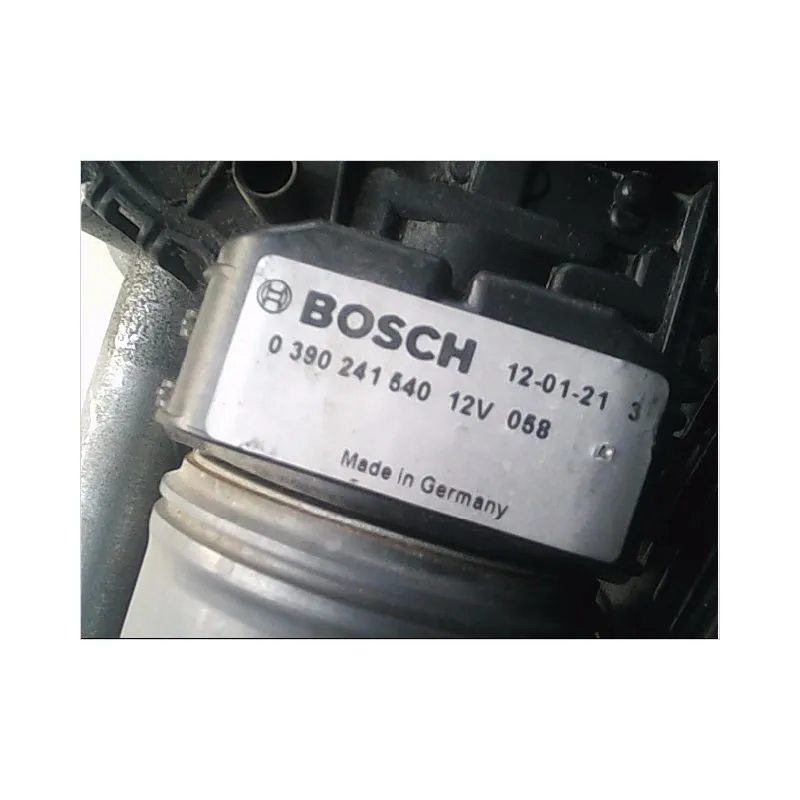 BOSCH
0 390 241 540 12V 058
12-01-21 3
Made in Germany